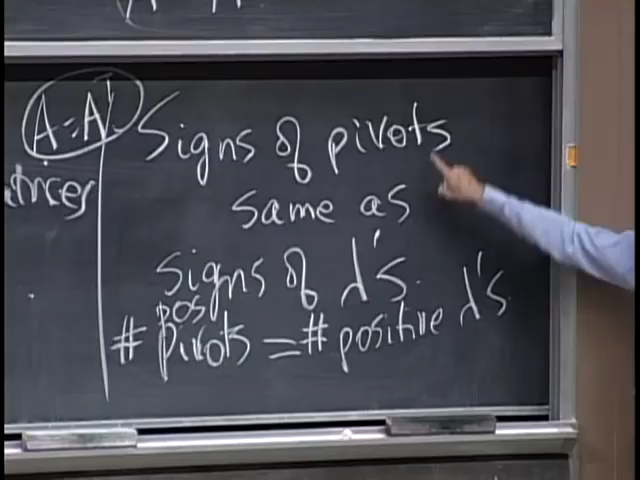 A = A'
Signs of pivots
same as
signs of λ's.
# pos pivots = # positive λ's